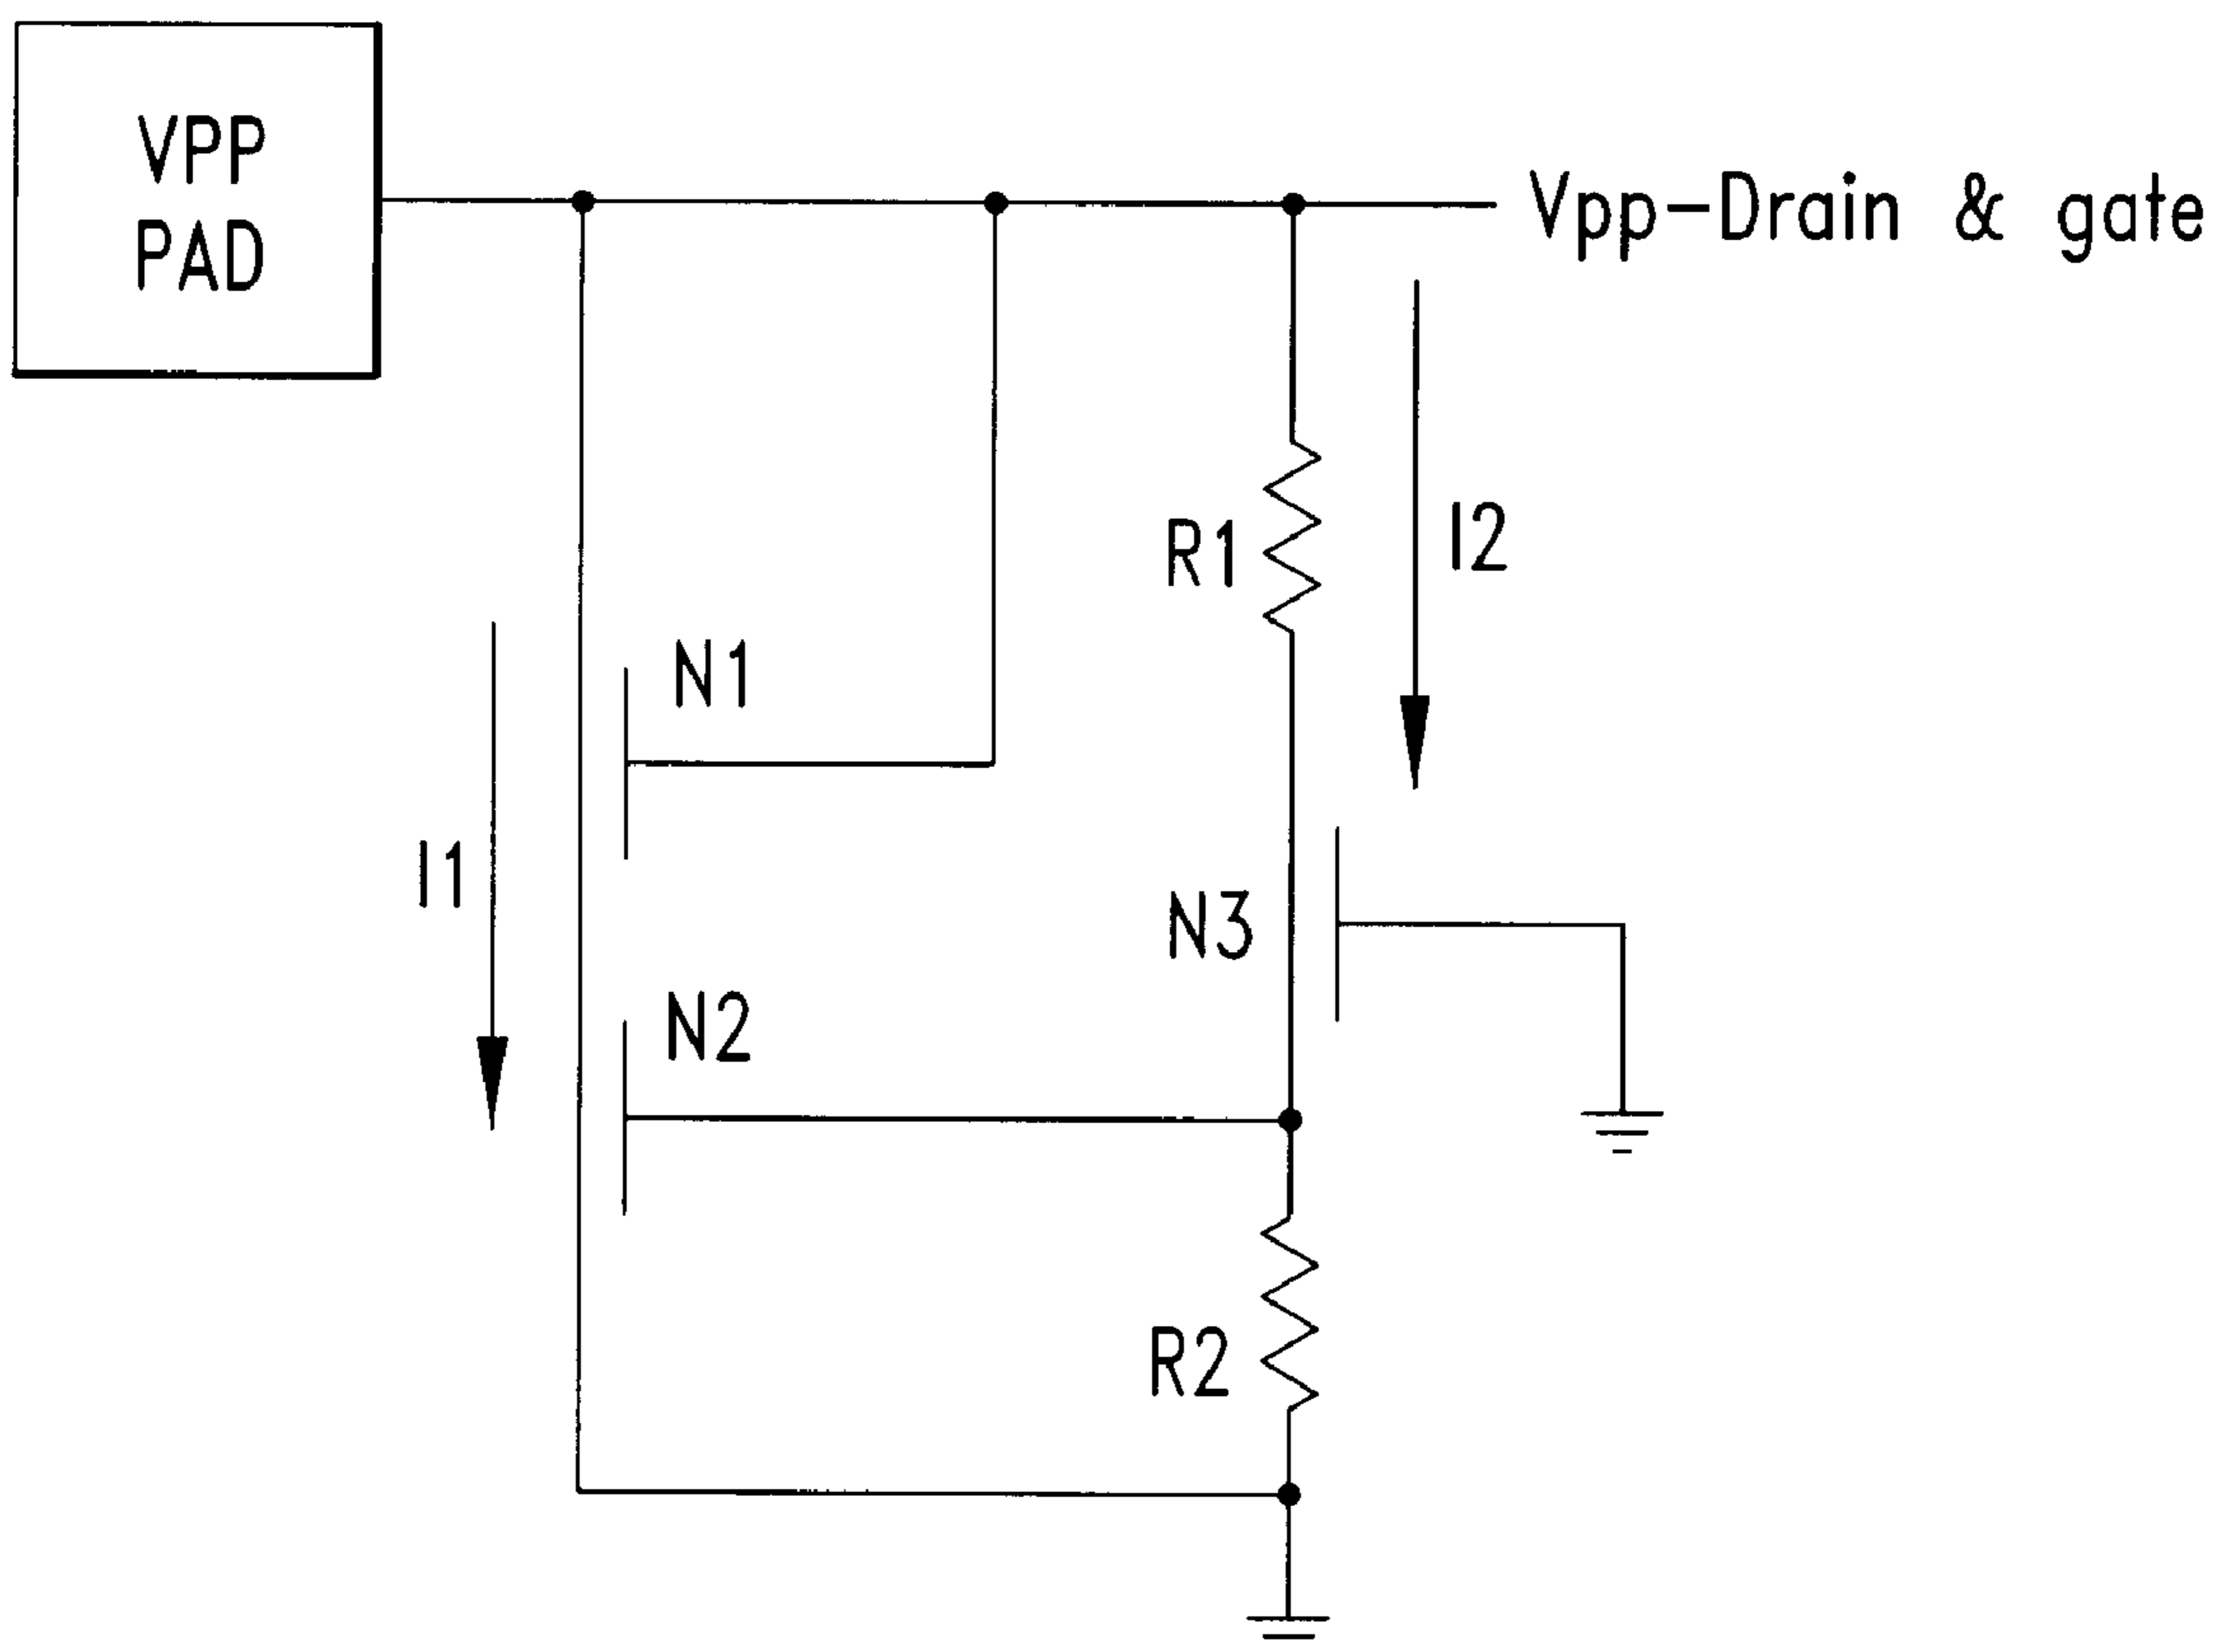 VPP
PAD
Vpp-Drain & gate
R1
I2
N1
I1
N3
N2
R2